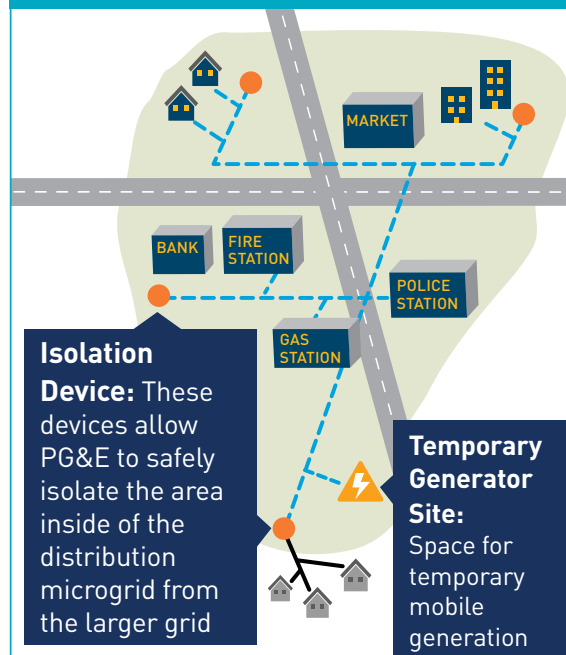 MARKET
BANK
FIRE
STATION
POLICE
STATION
GAS
STATION
Isolation
Device: These
devices allow
PG&E to safely
isolate the area
inside of the
distribution
microgrid from
the larger grid
Temporary
Generator
Site:
Space for
temporary
mobile
generation